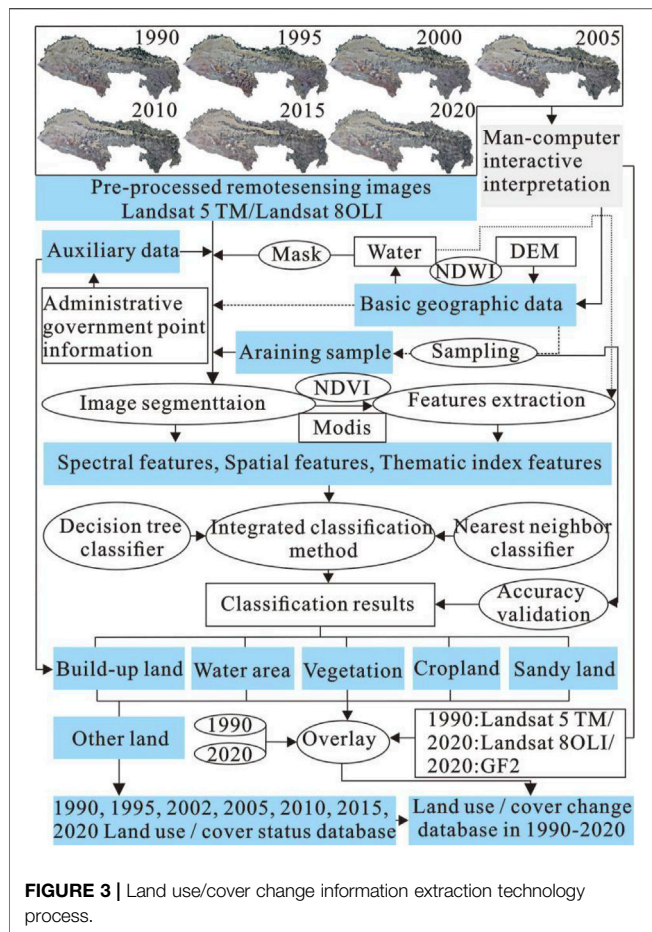 1990
1995
2000
2005
2010
2015
2020
Man-computer
interactive
interpretation
Pre-processed remotesensing images
Landsat 5 TM/Landsat 8OLI
Auxiliary data
Mask
Water
NDWI
DEM
Administrative
government point
information
Basic geographic data
Araining sample
Sampling
NDVI
Image segmenttaion
Features extraction
Modis
Spectral features, Spatial features, Thematic index features
Decision tree
classifier
Integrated classification
method
Nearest neighbor
classifier
Classification results
Accuracy
validation
Build-up land
Water area
Vegetation
Cropland
Sandy land
Other land
1990
2020
Overlay
1990:Landsat 5 TM/
2020:Landsat 8OLI/
2020:GF2
1990, 1995, 2002, 2005, 2010, 2015,
2020 Land use / cover status database
Land use / cover change
database in 1990-2020
FIGURE 3 | Land use/cover change information extraction technology
process.